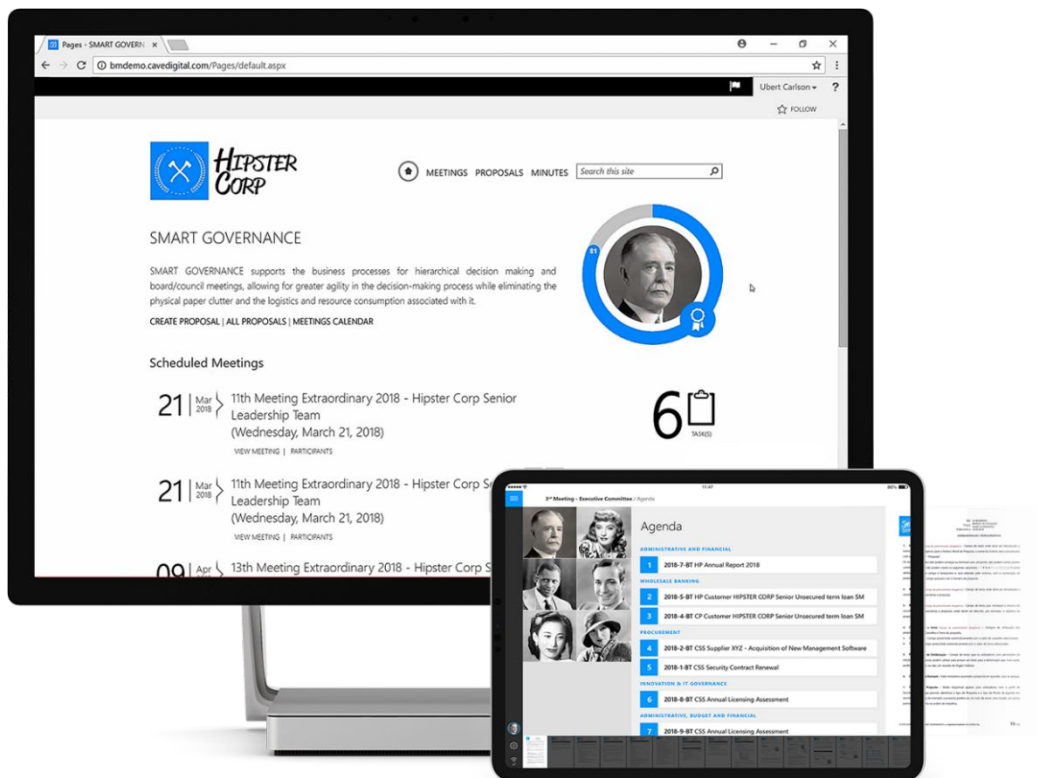 Pages - SMART GOVERN
bmdemo.cavedigital.com/Pages/default.aspx
Ubert Carlson
?
FOLLOW
HIPSTER
CORP
MEETINGS PROPOSALS MINUTES Search this site
SMART GOVERNANCE
81
SMART GOVERNANCE supports the business processes for hierarchical decision making and
board/council meetings, allowing for greater agility in the decision-making process while eliminating the
physical paper clutter and the logistics and resource consumption associated with it.
CREATE PROPOSAL | ALL PROPOSALS | MEETINGS CALENDAR
Scheduled Meetings
21 Mar 2018 11th Meeting Extraordinary 2018 - Hipster Corp Senior
Leadership Team
(Wednesday, March 21, 2018)
VIEW MEETING | PARTICIPANTS
6
TASK(S)
21 Mar 2018 11th Meeting Extraordinary 2018 - Hipster Corp Se
Leadership Team
(Wednesday, March 21, 2018)
VIEW MEETING | PARTICIPANTS
09 Apr 13th Meeting Extraordinary 2018 - Hipster Corp S
11:47
80%
3rd Meeting - Executive Committee / Agenda
Agenda
ADMINISTRATIVE AND FINANCIAL
1 2018-7-BT HP Annual Report 2018
WHOLESALE BANKING
2 2018-5-BT HP Customer HIPSTER CORP Senior Unsecured term loan SM
3 2018-4-BT CP Customer HIPSTER CORP Senior Unsecured term loan SM
PROCUREMENT
4 2018-2-BT CSS Supplier XYZ - Acquisition of New Management Software
5 2018-1-BT CSS Security Contract Renewal
INNOVATION & IT GOVERNANCE
6 2018-8-BT CSS Annual Licensing Assessment
ADMINISTRATIVE, BUDGET AND FINANCIAL
7 2018-9-BT CSS Annual Licensing Assessment